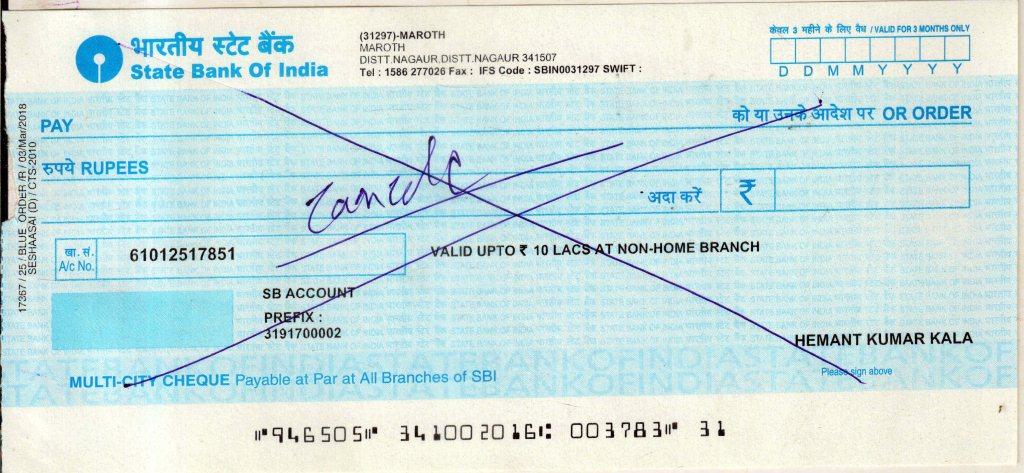 भारतीय स्टेट बैंक
State Bank Of India
(31297)-MAROTH
MAROTH
DISTT.NAGAUR,DISTT.NAGAUR 341507
Tel : 1586 277026 Fax : IFS Code : SBIN0031297 SWIFT :
केवल 3 महीने के लिए वैध / VALID FOR 3 MONTHS ONLY
D D M M Y Y Y Y
PAY
को या उनके आदेश पर OR ORDER
रुपये RUPEES
अदा करें ₹
खा. सं.
A/c No.
61012517851
VALID UPTO ₹ 10 LACS AT NON-HOME BRANCH
SB ACCOUNT
PREFIX :
3191700002
HEMANT KUMAR KALA
Please sign above
MULTI-CITY CHEQUE Payable at Par at All Branches of SBI
STATEBANKOFINDIASTATEBANKOFINDIASTATEBANKOF
⑈946505⑈ 341002016⑆ 003783⑈ 31
17367 / 25 / BLUE_ORDER /R / 03/Mar/2018
SESHAASAI (D) / CTS-2010